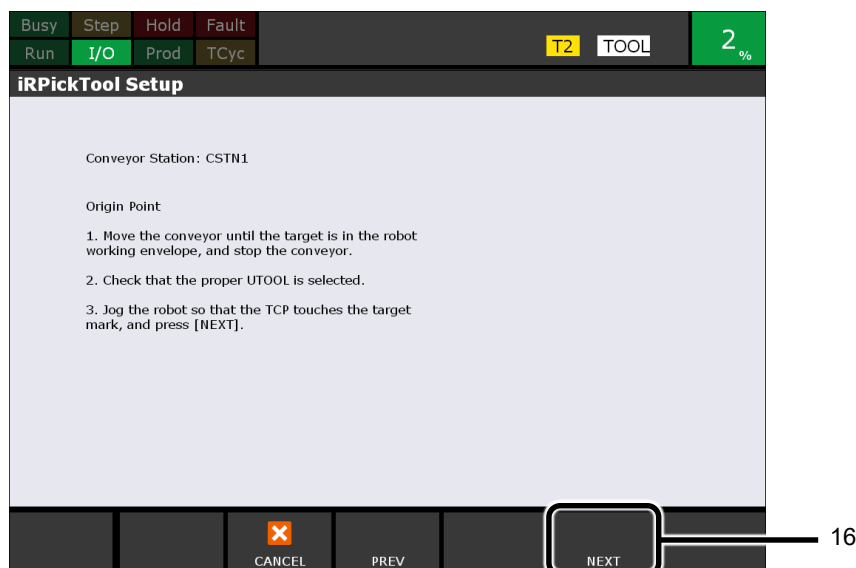 Busy Step Hold Fault
Run I/O Prod TCyc
T2 TOOL 2%
iRPickTool Setup
Conveyor Station: CSTN1
Origin Point
1. Move the conveyor until the target is in the robot
working envelope, and stop the conveyor.
2. Check that the proper UTOOL is selected.
3. Jog the robot so that the TCP touches the target
mark, and press [NEXT].
CANCEL PREV NEXT
16